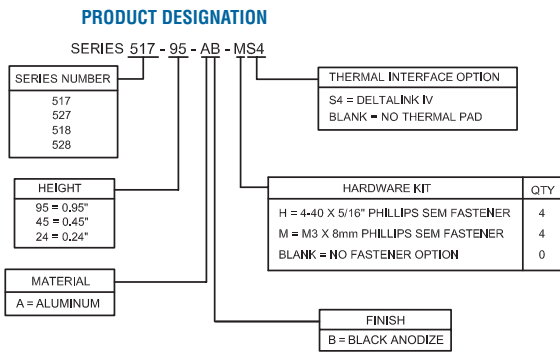 PRODUCT DESIGNATION
SERIES 517 - 95 - AB - MS4
SERIES NUMBER
517
527
518
528
THERMAL INTERFACE OPTION
S4 = DELTALINK IV
BLANK = NO THERMAL PAD
HEIGHT
95 = 0.95"
45 = 0.45"
24 = 0.24"
HARDWARE KIT QTY
H = 4-40 X 5/16" PHILLIPS SEM FASTENER 4
M = M3 X 8mm PHILLIPS SEM FASTENER 4
BLANK = NO FASTENER OPTION 0
MATERIAL
A = ALUMINUM
FINISH
B = BLACK ANODIZE